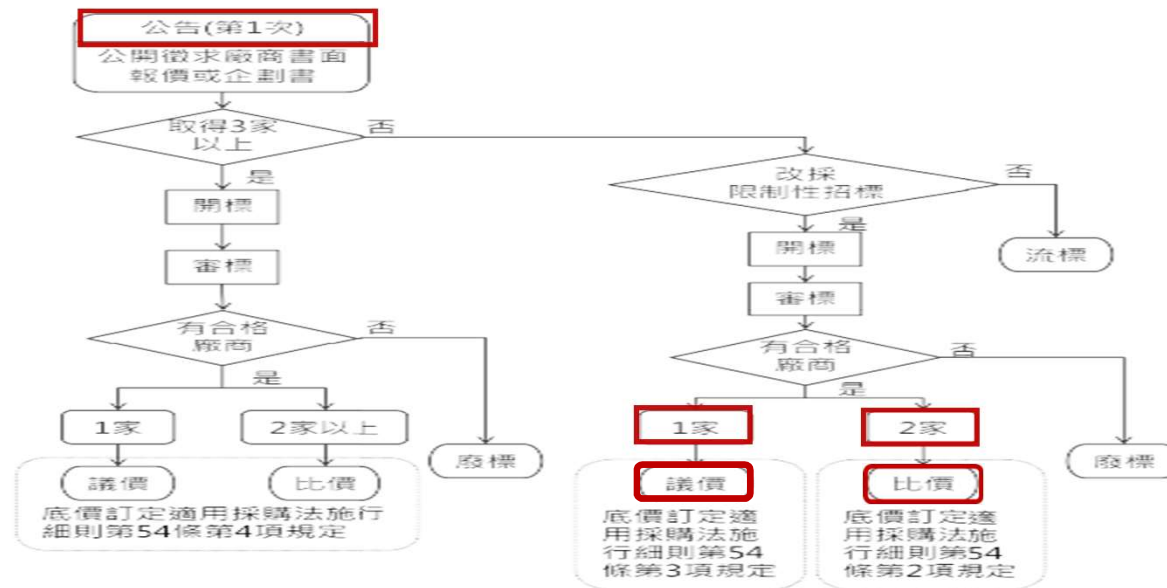 公告(第1次)
公開徵求廠商書面
報價或企劃書
取得3家
以上
否
是
開標
審標
有合格
廠商
否
是
1家
2家以上
廢標
議價
比價
底價訂定適用採購法施行
細則第54條第4項規定
改採
限制性招標
否
是
流標
開標
審標
有合格
廠商
否
是
1家
2家
廢標
議價
比價
底價訂定適
用採購法施
行細則第54
條第3項規定
底價訂定適
用採購法施
行細則第54
條第2項規定